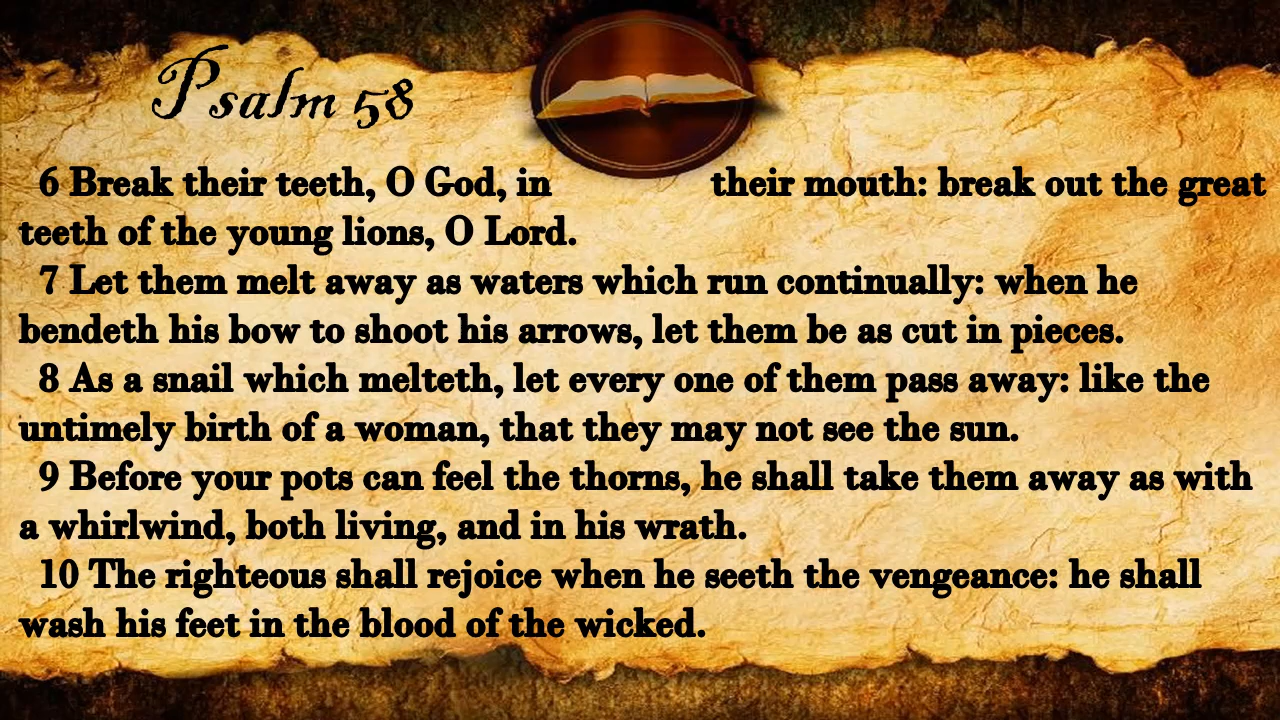 Psalm 58
6 Break their teeth, O God, in their mouth: break out the great
teeth of the young lions, O Lord.
7 Let them melt away as waters which run continually: when he
bendeth his bow to shoot his arrows, let them be as cut in pieces.
8 As a snail which melteth, let every one of them pass away: like the
untimely birth of a woman, that they may not see the sun.
9 Before your pots can feel the thorns, he shall take them away as with
a whirlwind, both living, and in his wrath.
10 The righteous shall rejoice when he seeth the vengeance: he shall
wash his feet in the blood of the wicked.